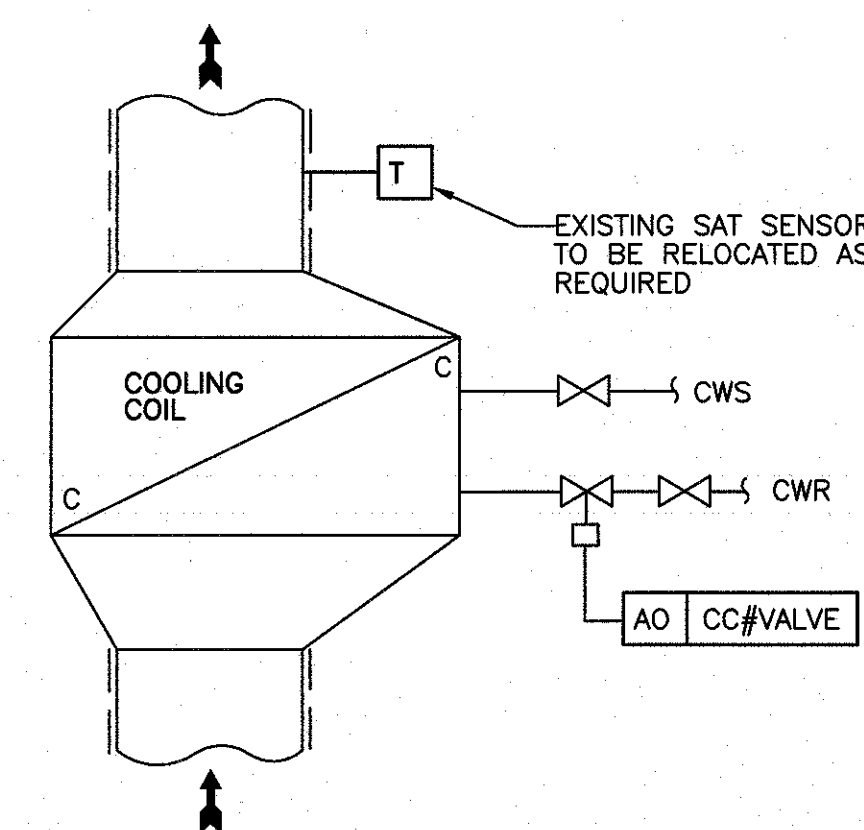 T
EXISTING SAT SENSOR
TO BE RELOCATED AS
REQUIRED
COOLING
COIL
C
CWS
C
CWR
AO CC#VALVE